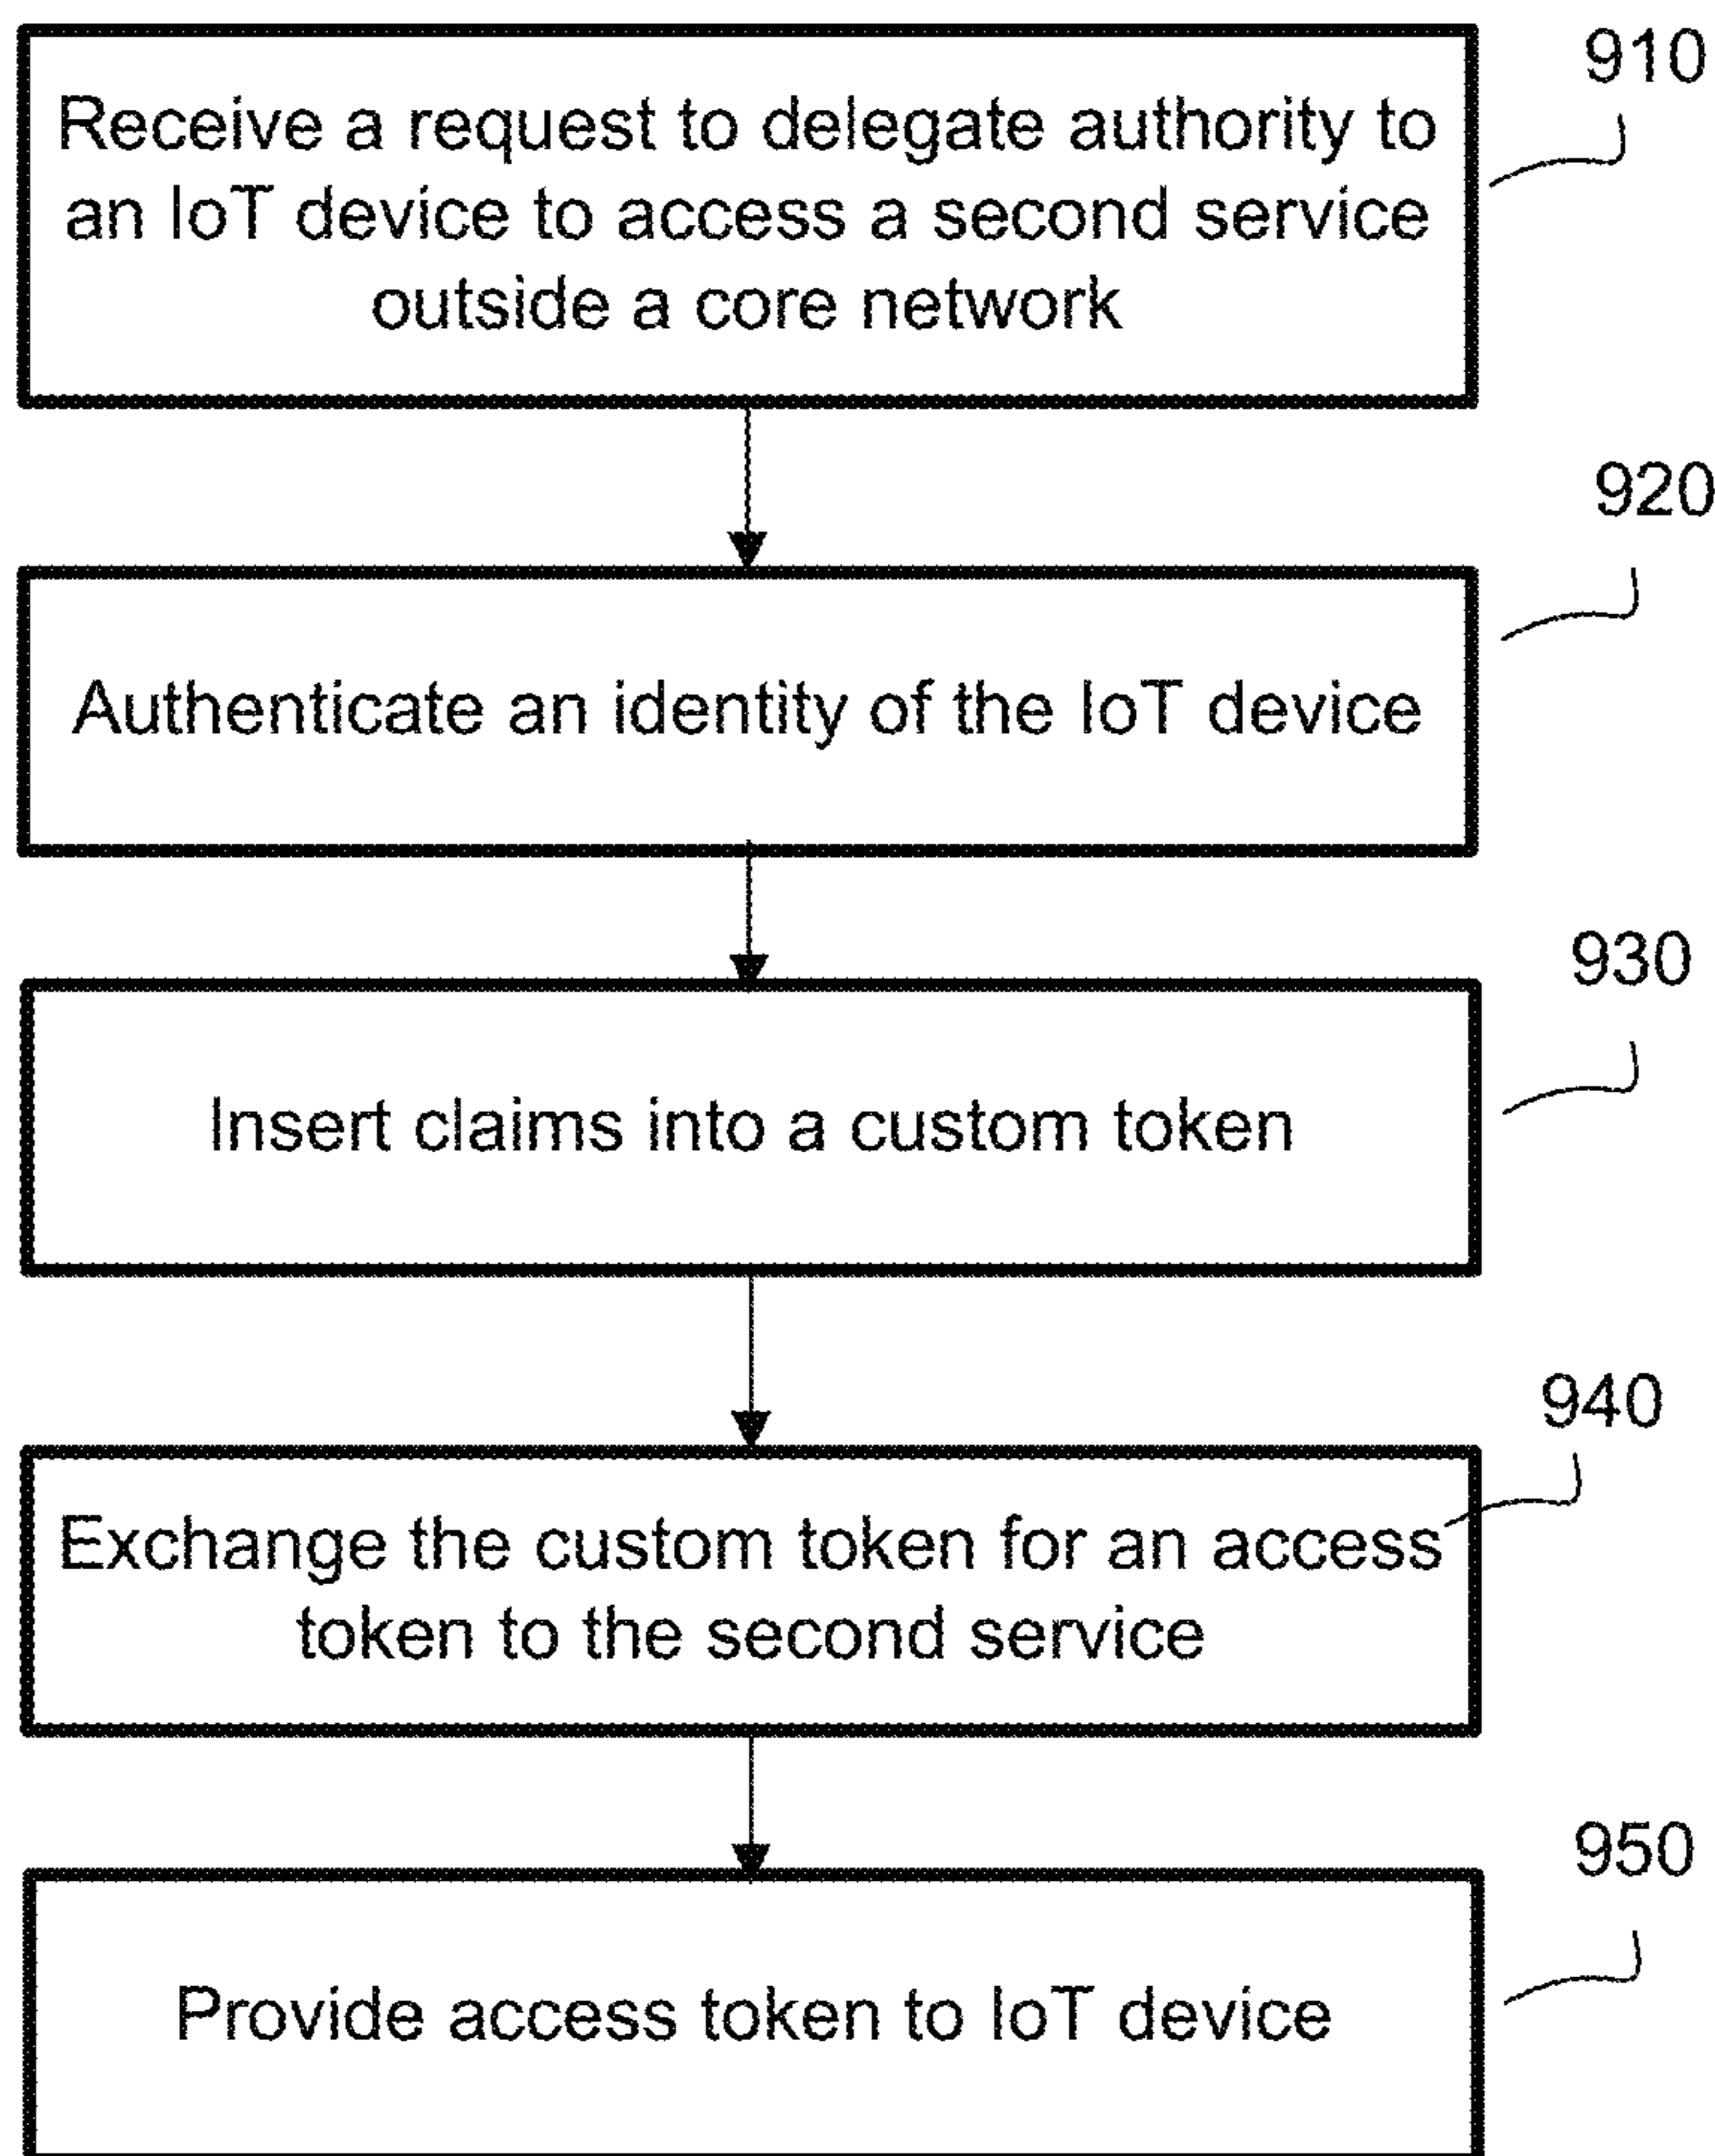 910
Receive a request to delegate authority to
an IoT device to access a second service
outside a core network
920
Authenticate an identity of the IoT device
930
Insert claims into a custom token
940
Exchange the custom token for an access
token to the second service
950
Provide access token to IoT device